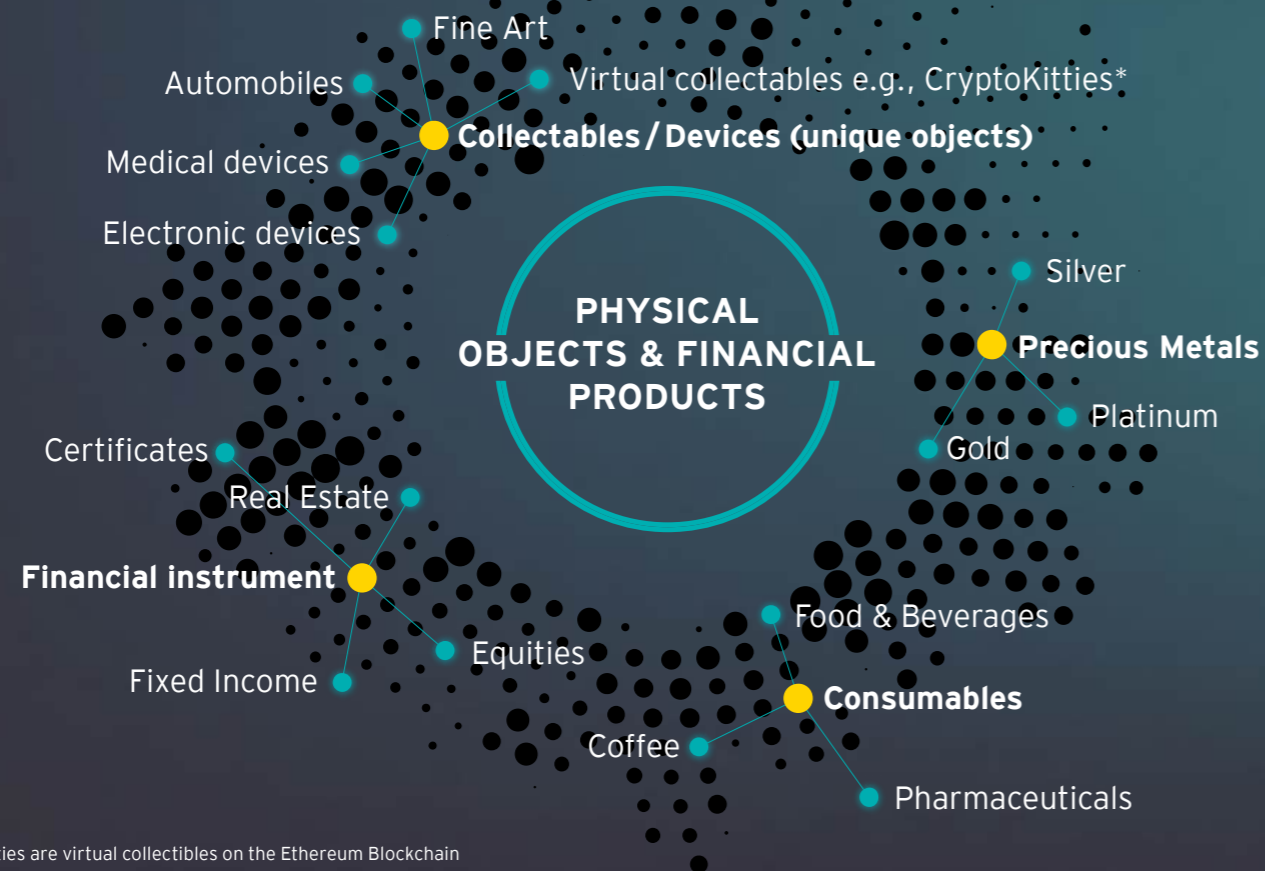 Fine Art
Automobiles
Virtual collectables e.g., CryptoKitties*
Collectables / Devices (unique objects)
Medical devices
Electronic devices
PHYSICAL
OBJECTS & FINANCIAL
PRODUCTS
Silver
Precious Metals
Platinum
Gold
Certificates
Real Estate
Financial instrument
Equities
Fixed Income
Food & Beverages
Consumables
Coffee
Pharmaceuticals
are virtual collectibles on the Ethereum Blockchain